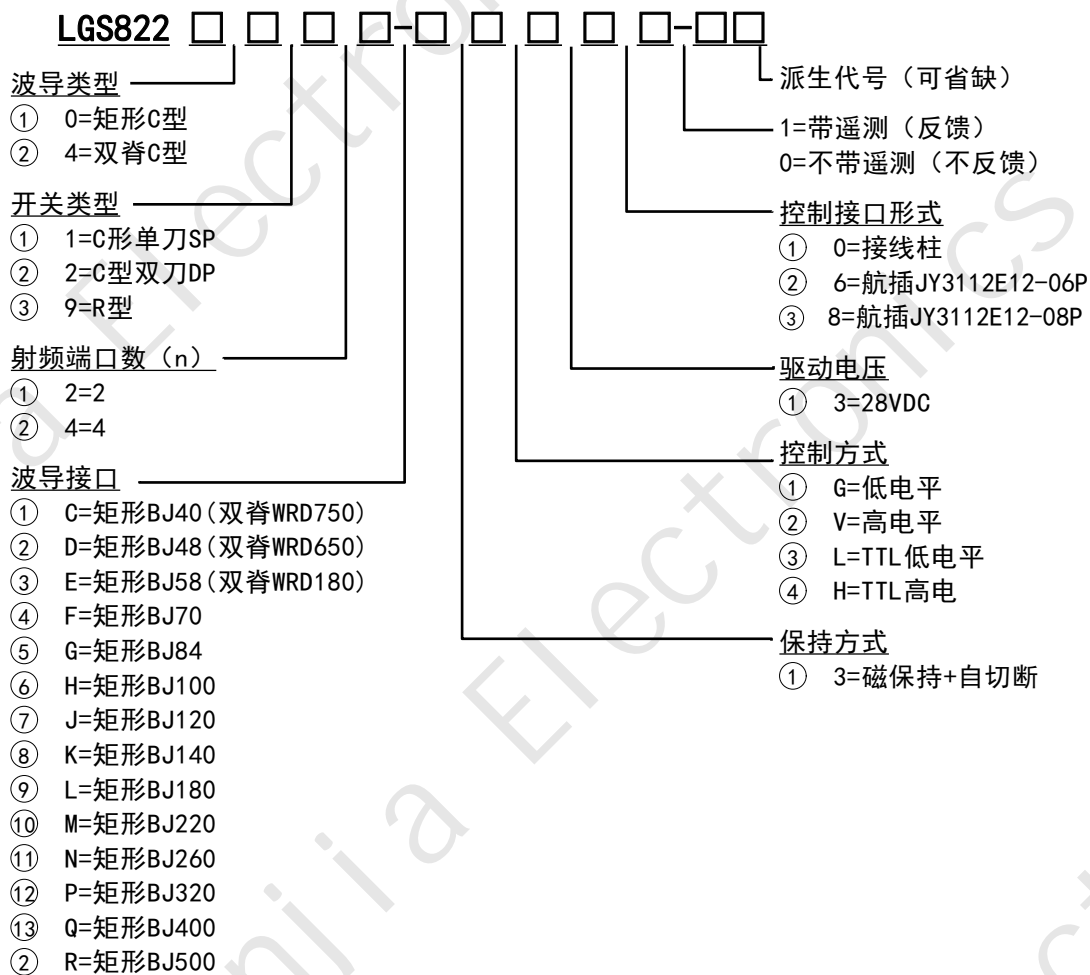 LGS822 □ □ □ □-□ □ □ □ □-□□
波导类型
① 0=矩形C型
② 4=双脊C型
开关类型
① 1=C形单刀SP
② 2=C型双刀DP
③ 9=R型
射频端口数（n）
① 2=2
② 4=4
波导接口
① C=矩形BJ40(双脊WRD750)
② D=矩形BJ48(双脊WRD650)
③ E=矩形BJ58(双脊WRD180)
④ F=矩形BJ70
⑤ G=矩形BJ84
⑥ H=矩形BJ100
⑦ J=矩形BJ120
⑧ K=矩形BJ140
⑨ L=矩形BJ180
⑩ M=矩形BJ220
⑪ N=矩形BJ260
⑫ P=矩形BJ320
⑬ Q=矩形BJ400
② R=矩形BJ500
派生代号（可省缺）
1=带遥测（反馈）
0=不带遥测（不反馈）
控制接口形式
① 0=接线柱
② 6=航插JY3112E12-06P
③ 8=航插JY3112E12-08P
驱动电压
① 3=28VDC
控制方式
① G=低电平
② V=高电平
③ L=TTL低电平
④ H=TTL高电
保持方式
① 3=磁保持+自切断